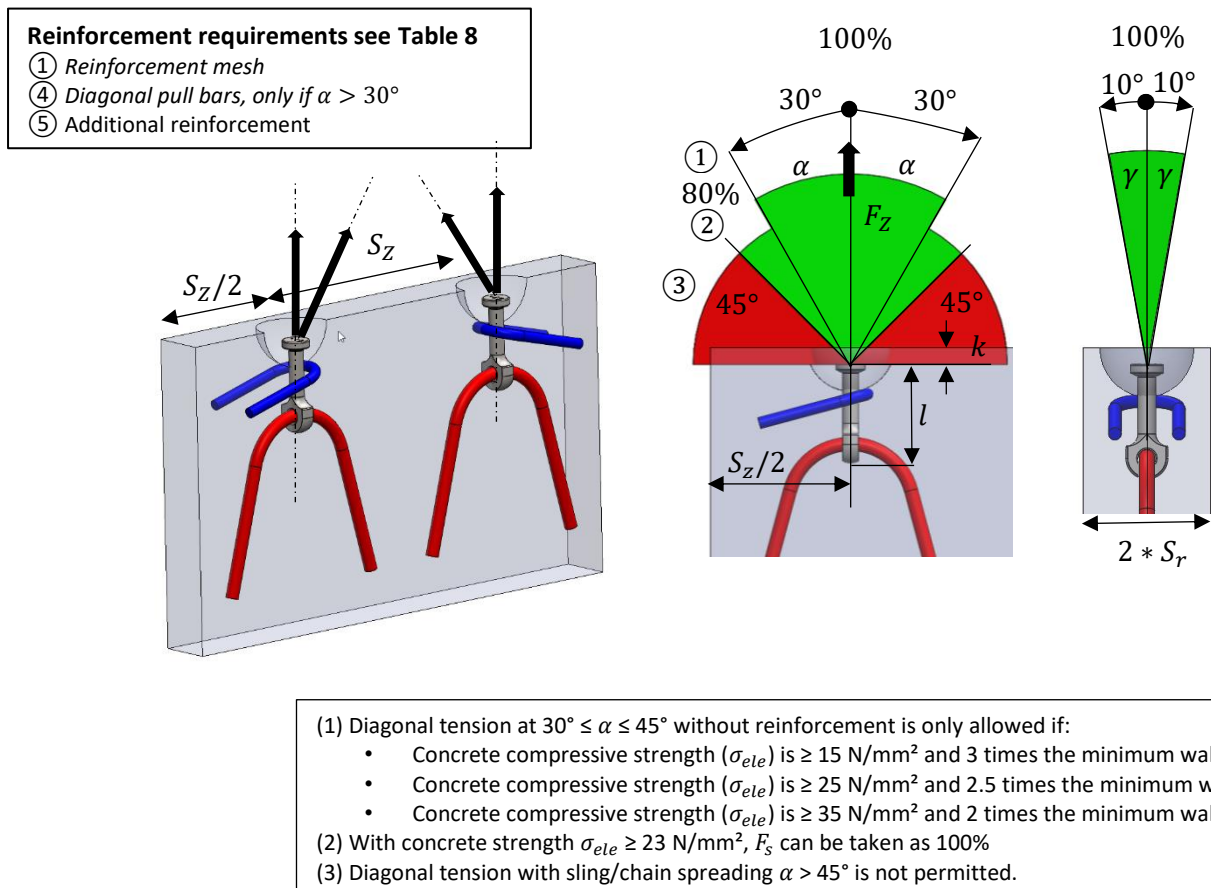 Reinforcement requirements see Table 8
① Reinforcement mesh
④ Diagonal pull bars, only if α > 30°
⑤ Additional reinforcement
S_Z/2
S_Z
100%
30° 30°
①
80%
②
③
α α
F_Z
45° 45°
k
l
S_z/2
100%
10° 10°
γ γ
2 * S_r
(1) Diagonal tension at 30° ≤ α ≤ 45° without reinforcement is only allowed if:
• Concrete compressive strength (σ_ele) is ≥ 15 N/mm² and 3 times the minimum
• Concrete compressive strength (σ_ele) is ≥ 25 N/mm² and 2.5 times the minimum
• Concrete compressive strength (σ_ele) is ≥ 35 N/mm² and 2 times the minimum
(2) With concrete strength σ_ele ≥ 23 N/mm², F_s can be taken as 100%
(3) Diagonal tension with sling/chain spreading α > 45° is not permitted.